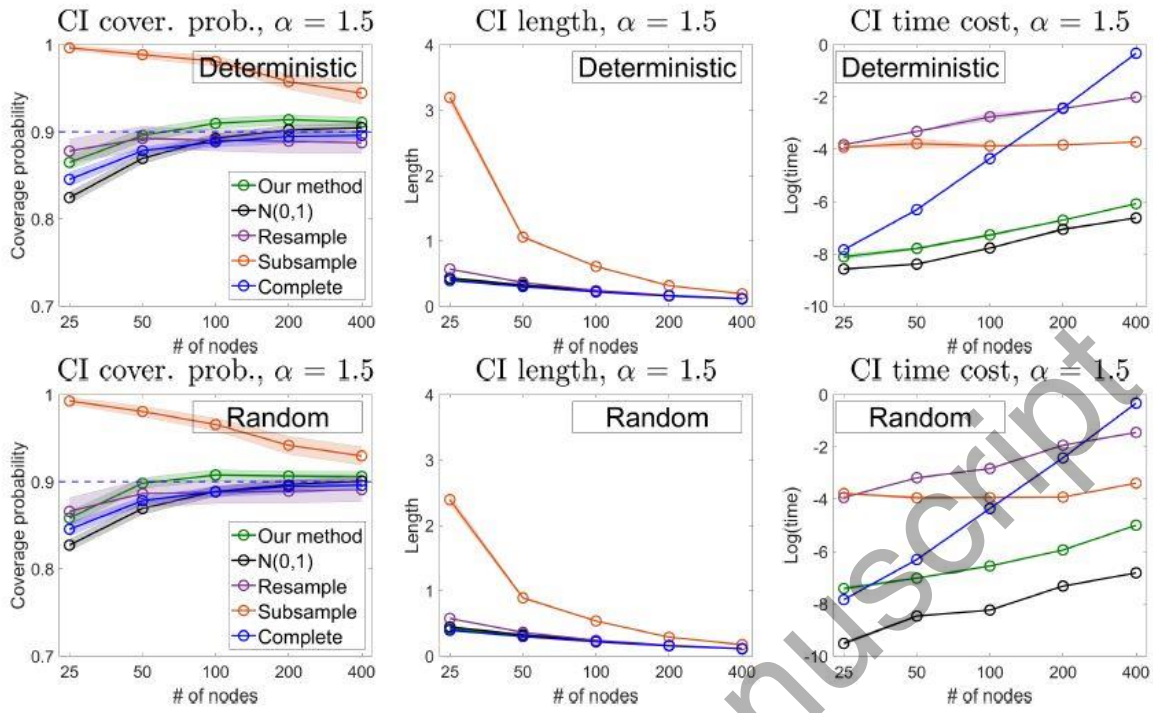 CI cover. prob., α = 1.5
Coverage probability
1
0.9
0.8
0.7
Deterministic
Our method
N(0,1)
Resample
Subsample
Complete
25 50 100 200 400
# of nodes
CI length, α = 1.5
Length
4
3
2
1
0
Deterministic
25 50 100 200 400
# of nodes
CI time cost, α = 1.5
Log(time)
0
-2
-4
-6
-8
-10
Deterministic
25 50 100 200 400
# of nodes
CI cover. prob., α = 1.5
Coverage probability
1
0.9
0.8
0.7
Random
Our method
N(0,1)
Resample
Subsample
Complete
25 50 100 200 400
# of nodes
CI length, α = 1.5
Length
4
3
2
1
0
Random
25 50 100 200 400
# of nodes
CI time cost, α = 1.5
Log(time)
0
-2
-4
-6
-8
-10
Random
25 50 100 200 400
# of nodes
nuscript